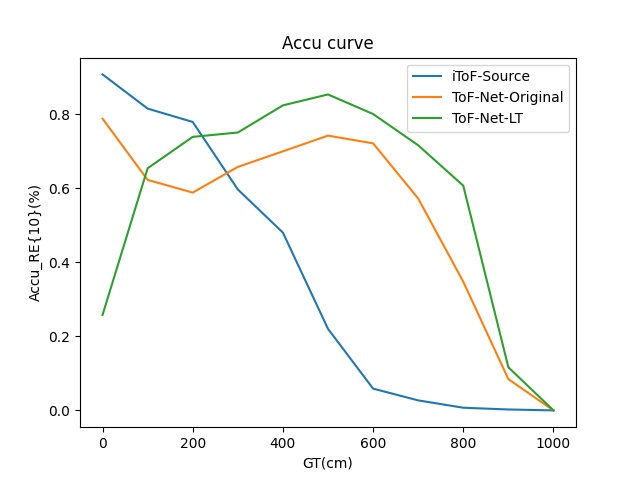 Accu curve
iToF-Source
ToF-Net-Original
ToF-Net-LT
Accu_RE{10}(%)
0.8
0.6
0.4
0.2
0.0
0
200
400
600
800
1000
GT(cm)